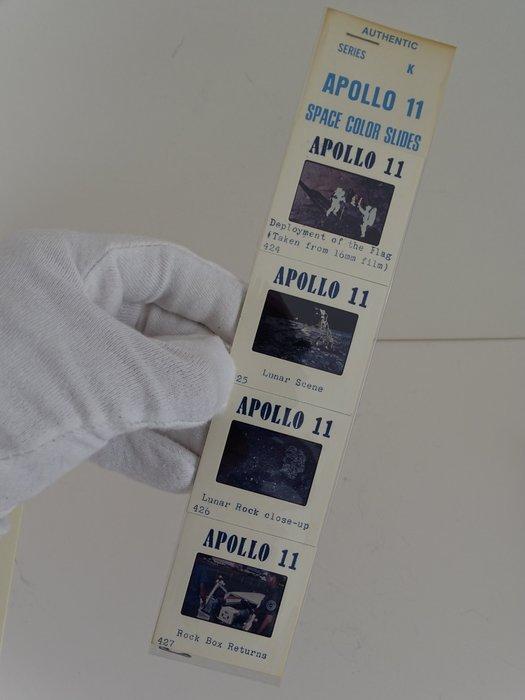 AUTHENTIC
SERIES K
APOLLO 11
SPACE COLOR SLIDES
APOLLO 11
Deployment of the Flag
(Taken from 16mm film)
424
APOLLO 11
Lunar Scene
25
APOLLO 11
Lunar Rock close-up
426
APOLLO 11
Rock Box Returns
427